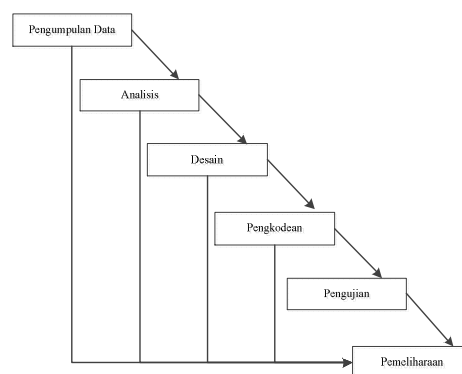 Pengumpulan Data
Analisis
Desain
Pengkodean
Pengujian
Pemeliharaan